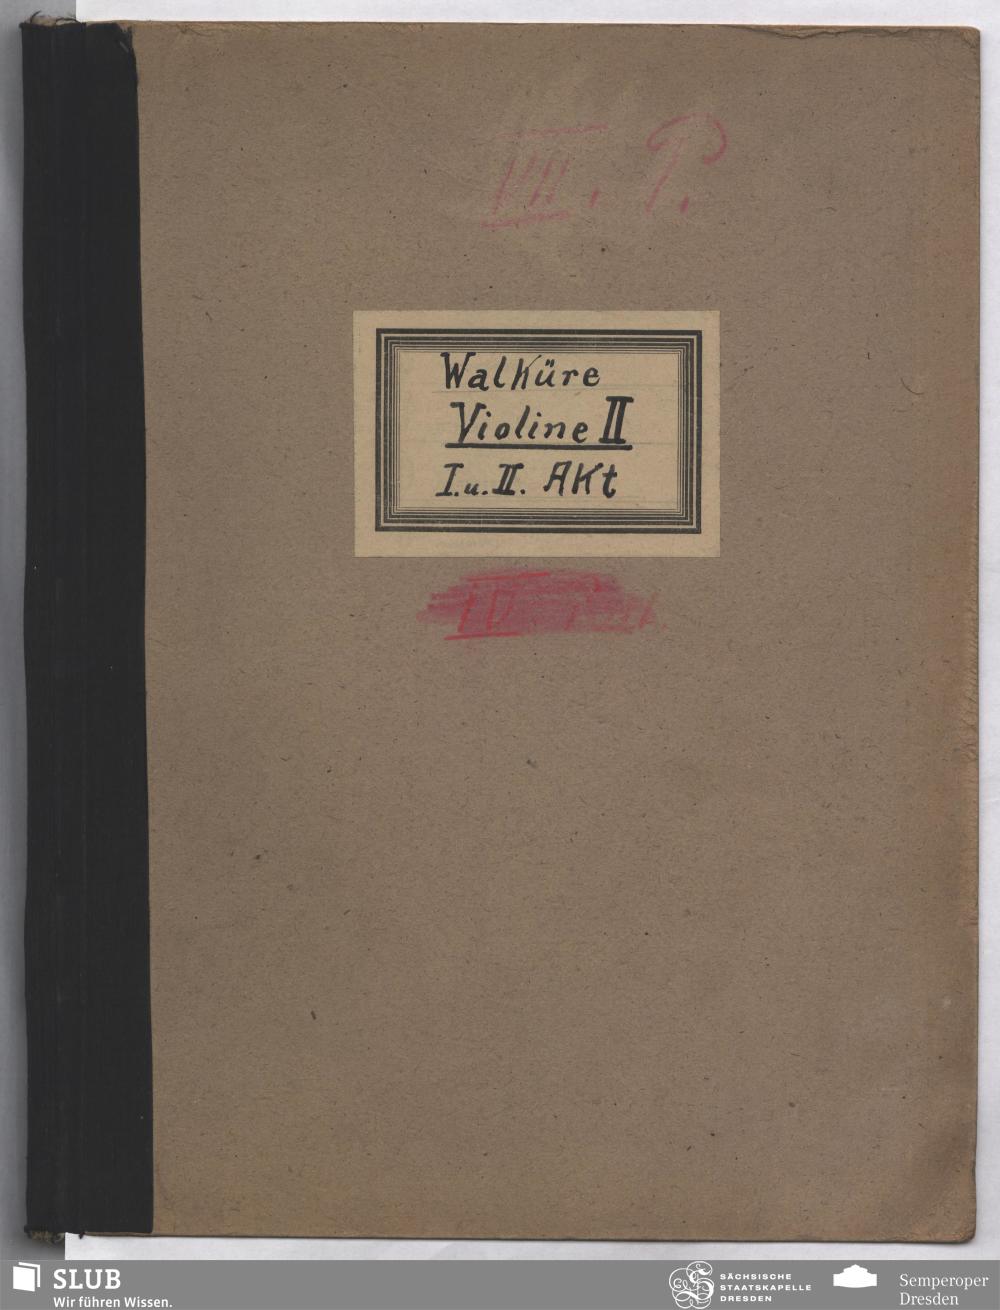 VII. P.
Walküre
Violine II
I. u. II. Akt
SLUB
Wir führen Wissen.
SÄCHSISCHE
STAATSKAPELLE
DRESDEN
Semperoper
Dresden